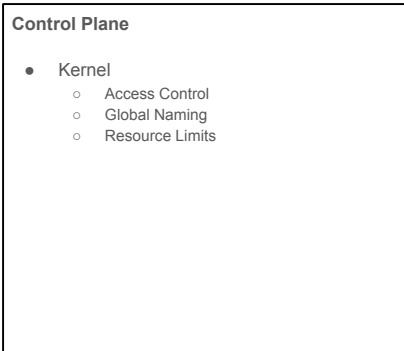 Control Plane
● Kernel
○ Access Control
○ Global Naming
○ Resource Limits